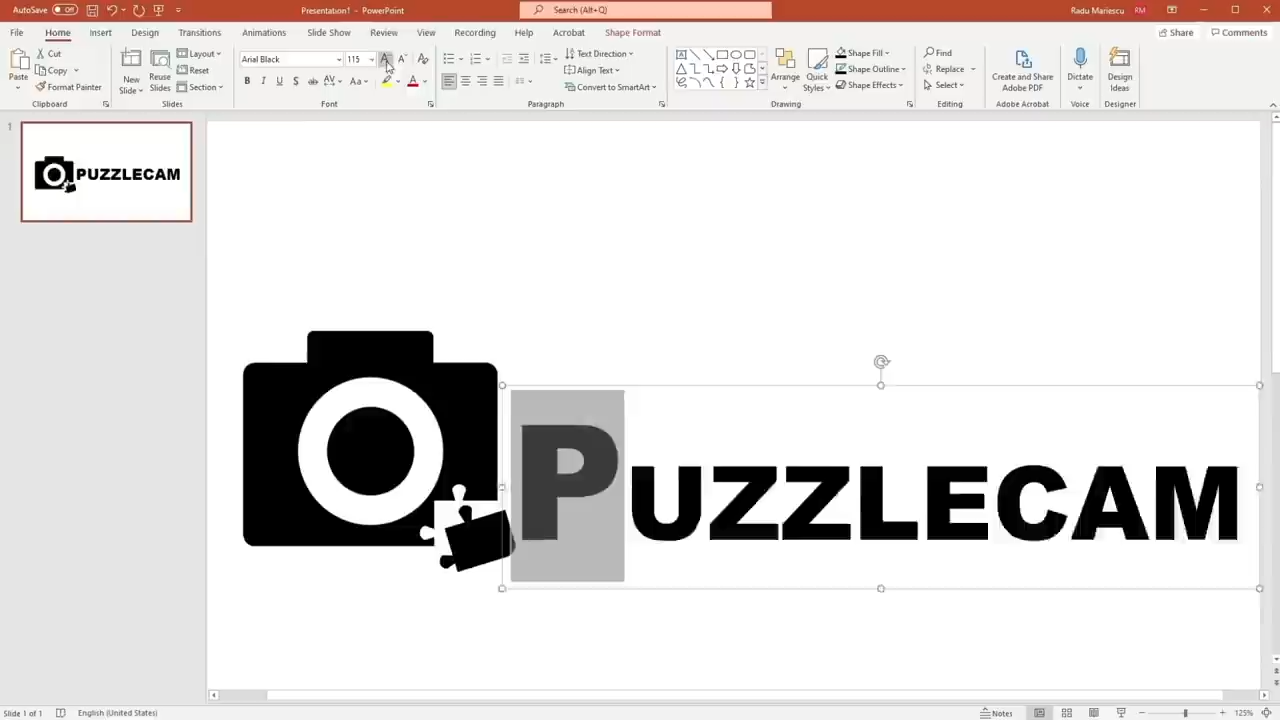 AutoSave Off
Presentation1 - PowerPoint
Search (Alt+Q)
Radu Mariescu RM
File Home Insert Design Transitions Animations Slide Show Review View Recording Help Acrobat Shape Format Share Comments
Paste Cut Copy Format Painter Clipboard
New Slide Reuse Slides Layout Reset Section Slides
Arial Black 115 Font
Text Direction Align Text Convert to SmartArt Paragraph
Arrange Quick Styles Shape Fill Shape Outline Shape Effects Drawing
Find Replace Select Editing
Create and Share Adobe PDF Adobe Acrobat
Dictate Voice
Design Ideas Designer
1
PUZZLECAM
PUZZLECAM
Slide 1 of 1 English (United States) Notes 125%